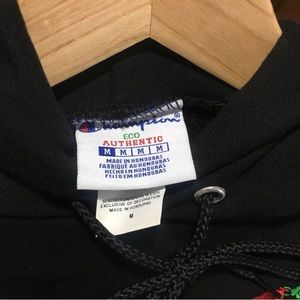 Champion®
ECO
AUTHENTIC
M M M M
MADE IN HONDURAS
FABRIQUÉ AU HONDURAS
HECHO EN HONDURAS
FEITO EM HONDURAS
EXCLUSIVE OF DECORATION
MADE IN HONDURAS
M